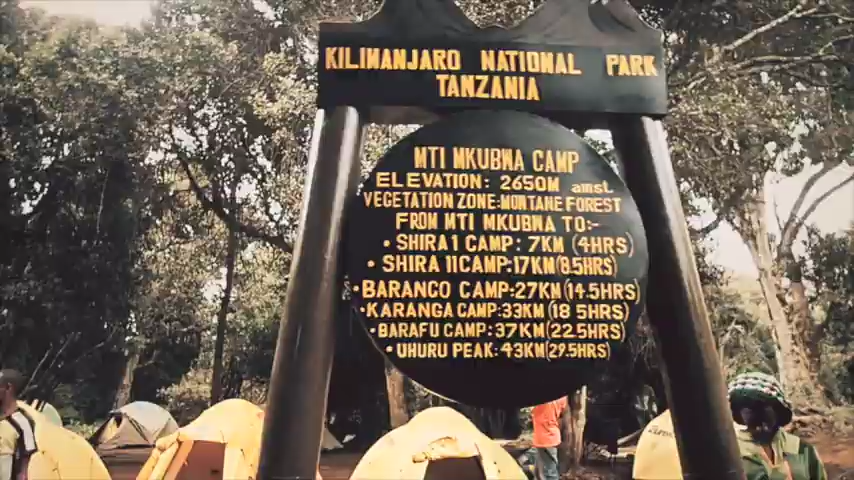 KILIMANJARO NATIONAL PARK
TANZANIA
MTI MKUBWA CAMP
ELEVATION: 2650M amsl
VEGETATION ZONE: MONTANE FOREST
FROM MTI MKUBWA TO:-
• SHIRA 1 CAMP: 7KM (4HRS)
• SHIRA 11 CAMP: 17KM (8.5HRS)
• BARANCO CAMP: 27KM (14.5HRS)
• KARANGA CAMP: 33KM (18.5HRS)
• BARAFU CAMP: 37KM (22.5HRS)
• UHURU PEAK: 43KM (29.5HRS)